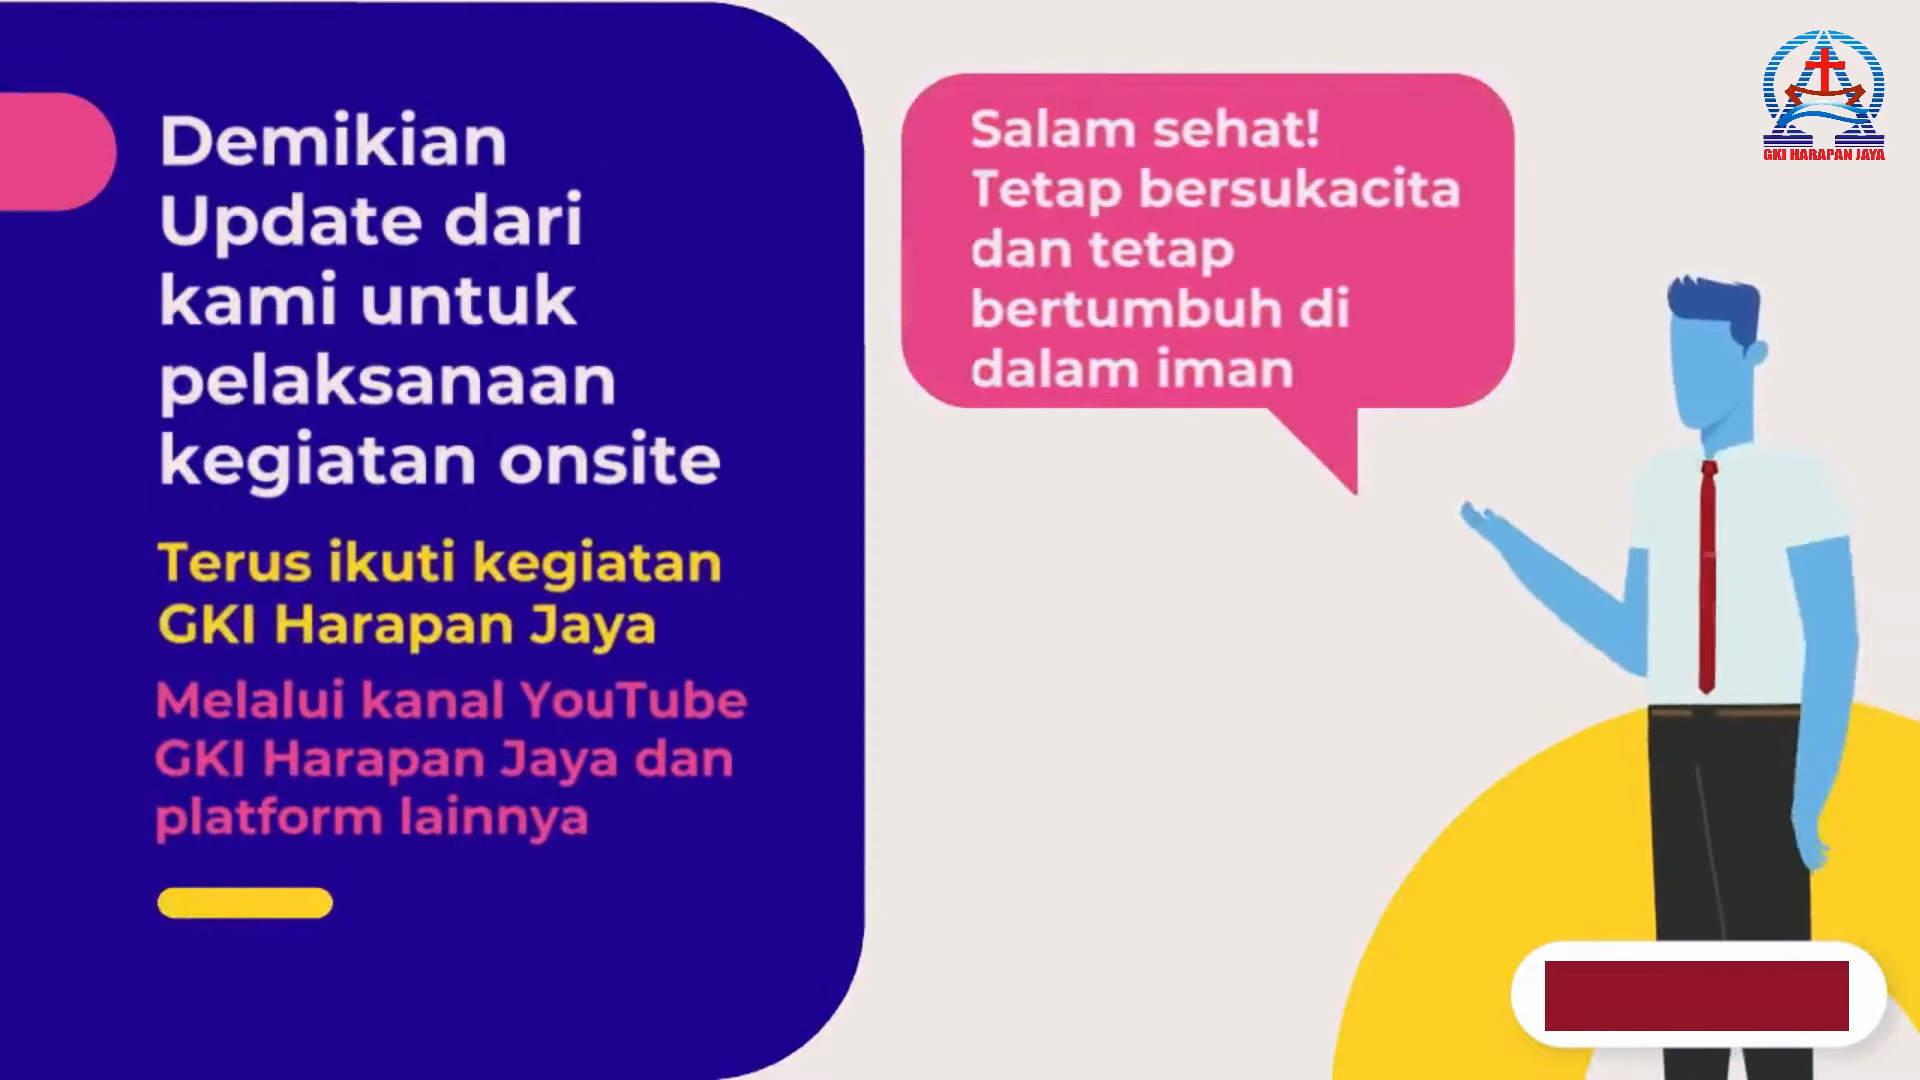 Demikian
Update dari
kami untuk
pelaksanaan
kegiatan onsite
Terus ikuti kegiatan
GKI Harapan Jaya
Melalui kanal YouTube
GKI Harapan Jaya dan
platform lainnya
Salam sehat!
Tetap bersukacita
dan tetap
bertumbuh di
dalam iman
GKI HARAPAN JAYA